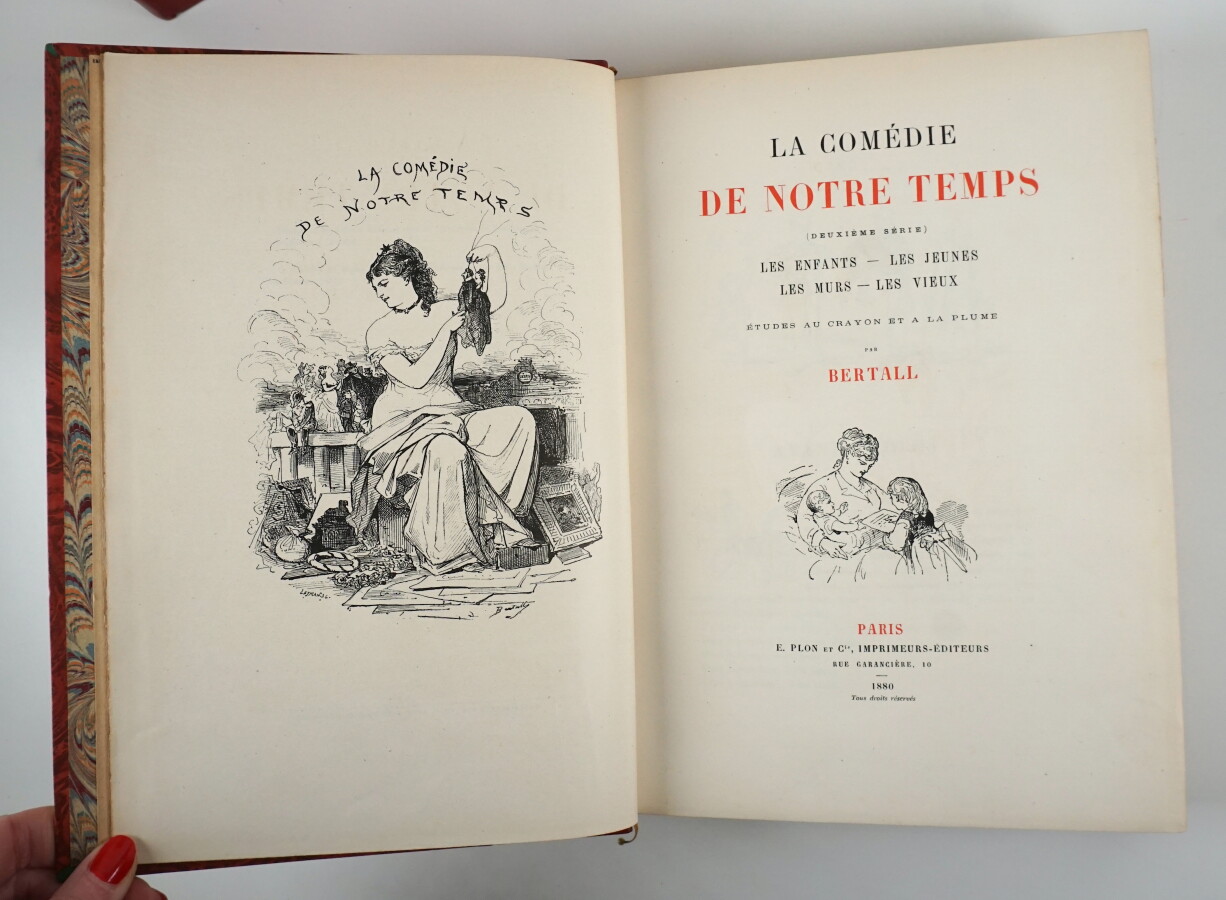 LA COMÉDIE
DE NOTRE TEMPS
Bertall
LA COMÉDIE
DE NOTRE TEMPS
(DEUXIÈME SÉRIE)
LES ENFANTS — LES JEUNES
LES MURS — LES VIEUX
ÉTUDES AU CRAYON ET A LA PLUME
PAR
BERTALL
PARIS
E. PLON ET Cie, IMPRIMEURS-ÉDITEURS
RUE GARANCIÈRE, 10
1880
Tous droits réservés